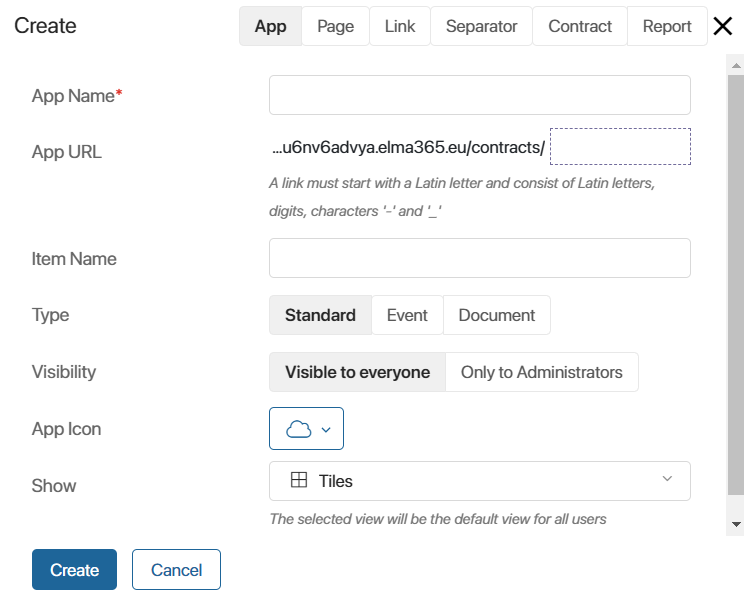 Create App Page Link Separator Contract Report
App Name*
App URL ...u6nv6advya.elma365.eu/contracts/
A link must start with a Latin letter and consist of Latin letters,
digits, characters '-' and '_'
Item Name
Type Standard Event Document
Visibility Visible to everyone Only to Administrators
App Icon
Show Tiles
The selected view will be the default view for all users
Create Cancel